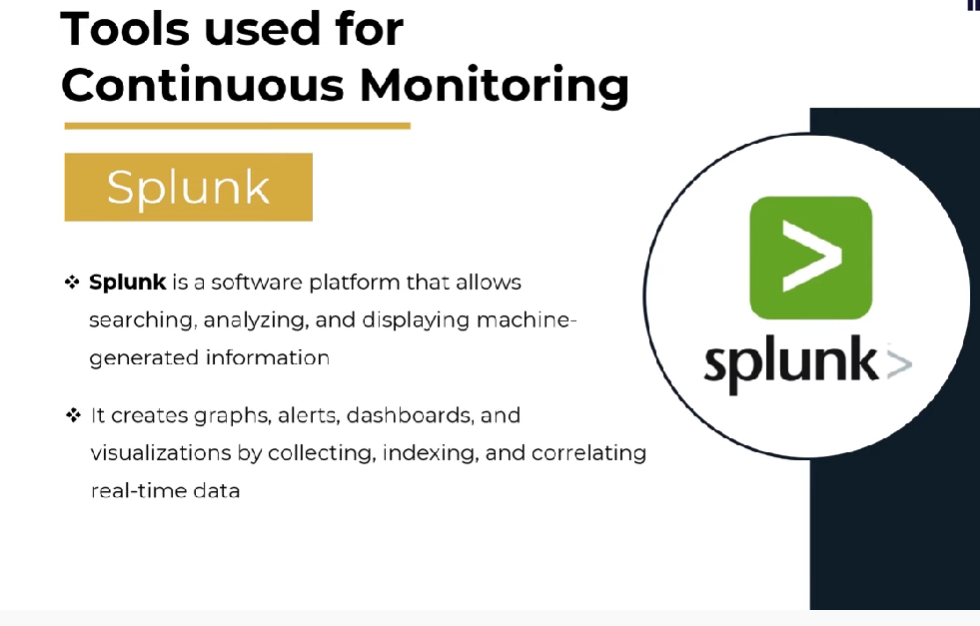 Tools used for
Continuous Monitoring
Splunk
Splunk is a software platform that allows
searching, analyzing, and displaying machine-
generated information
It creates graphs, alerts, dashboards, and
visualizations by collecting, indexing, and correlating
real-time data
splunk>